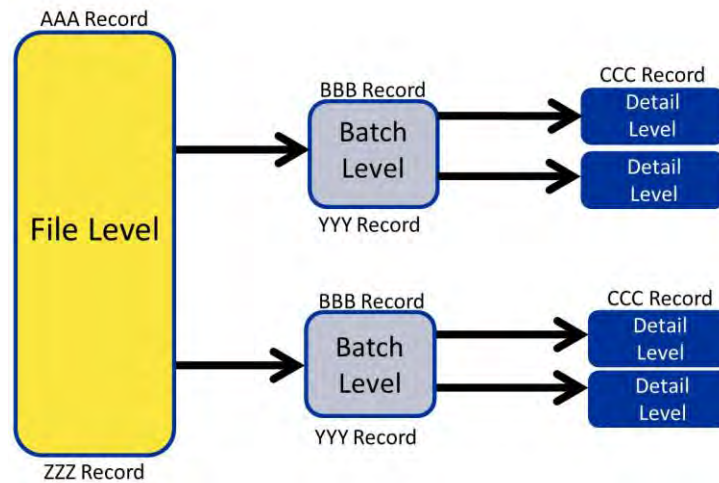 AAA Record
File Level
ZZZ Record
BBB Record
Batch
Level
YYY Record
CCC Record
Detail
Level
Detail
Level
BBB Record
Batch
Level
YYY Record
CCC Record
Detail
Level
Detail
Level